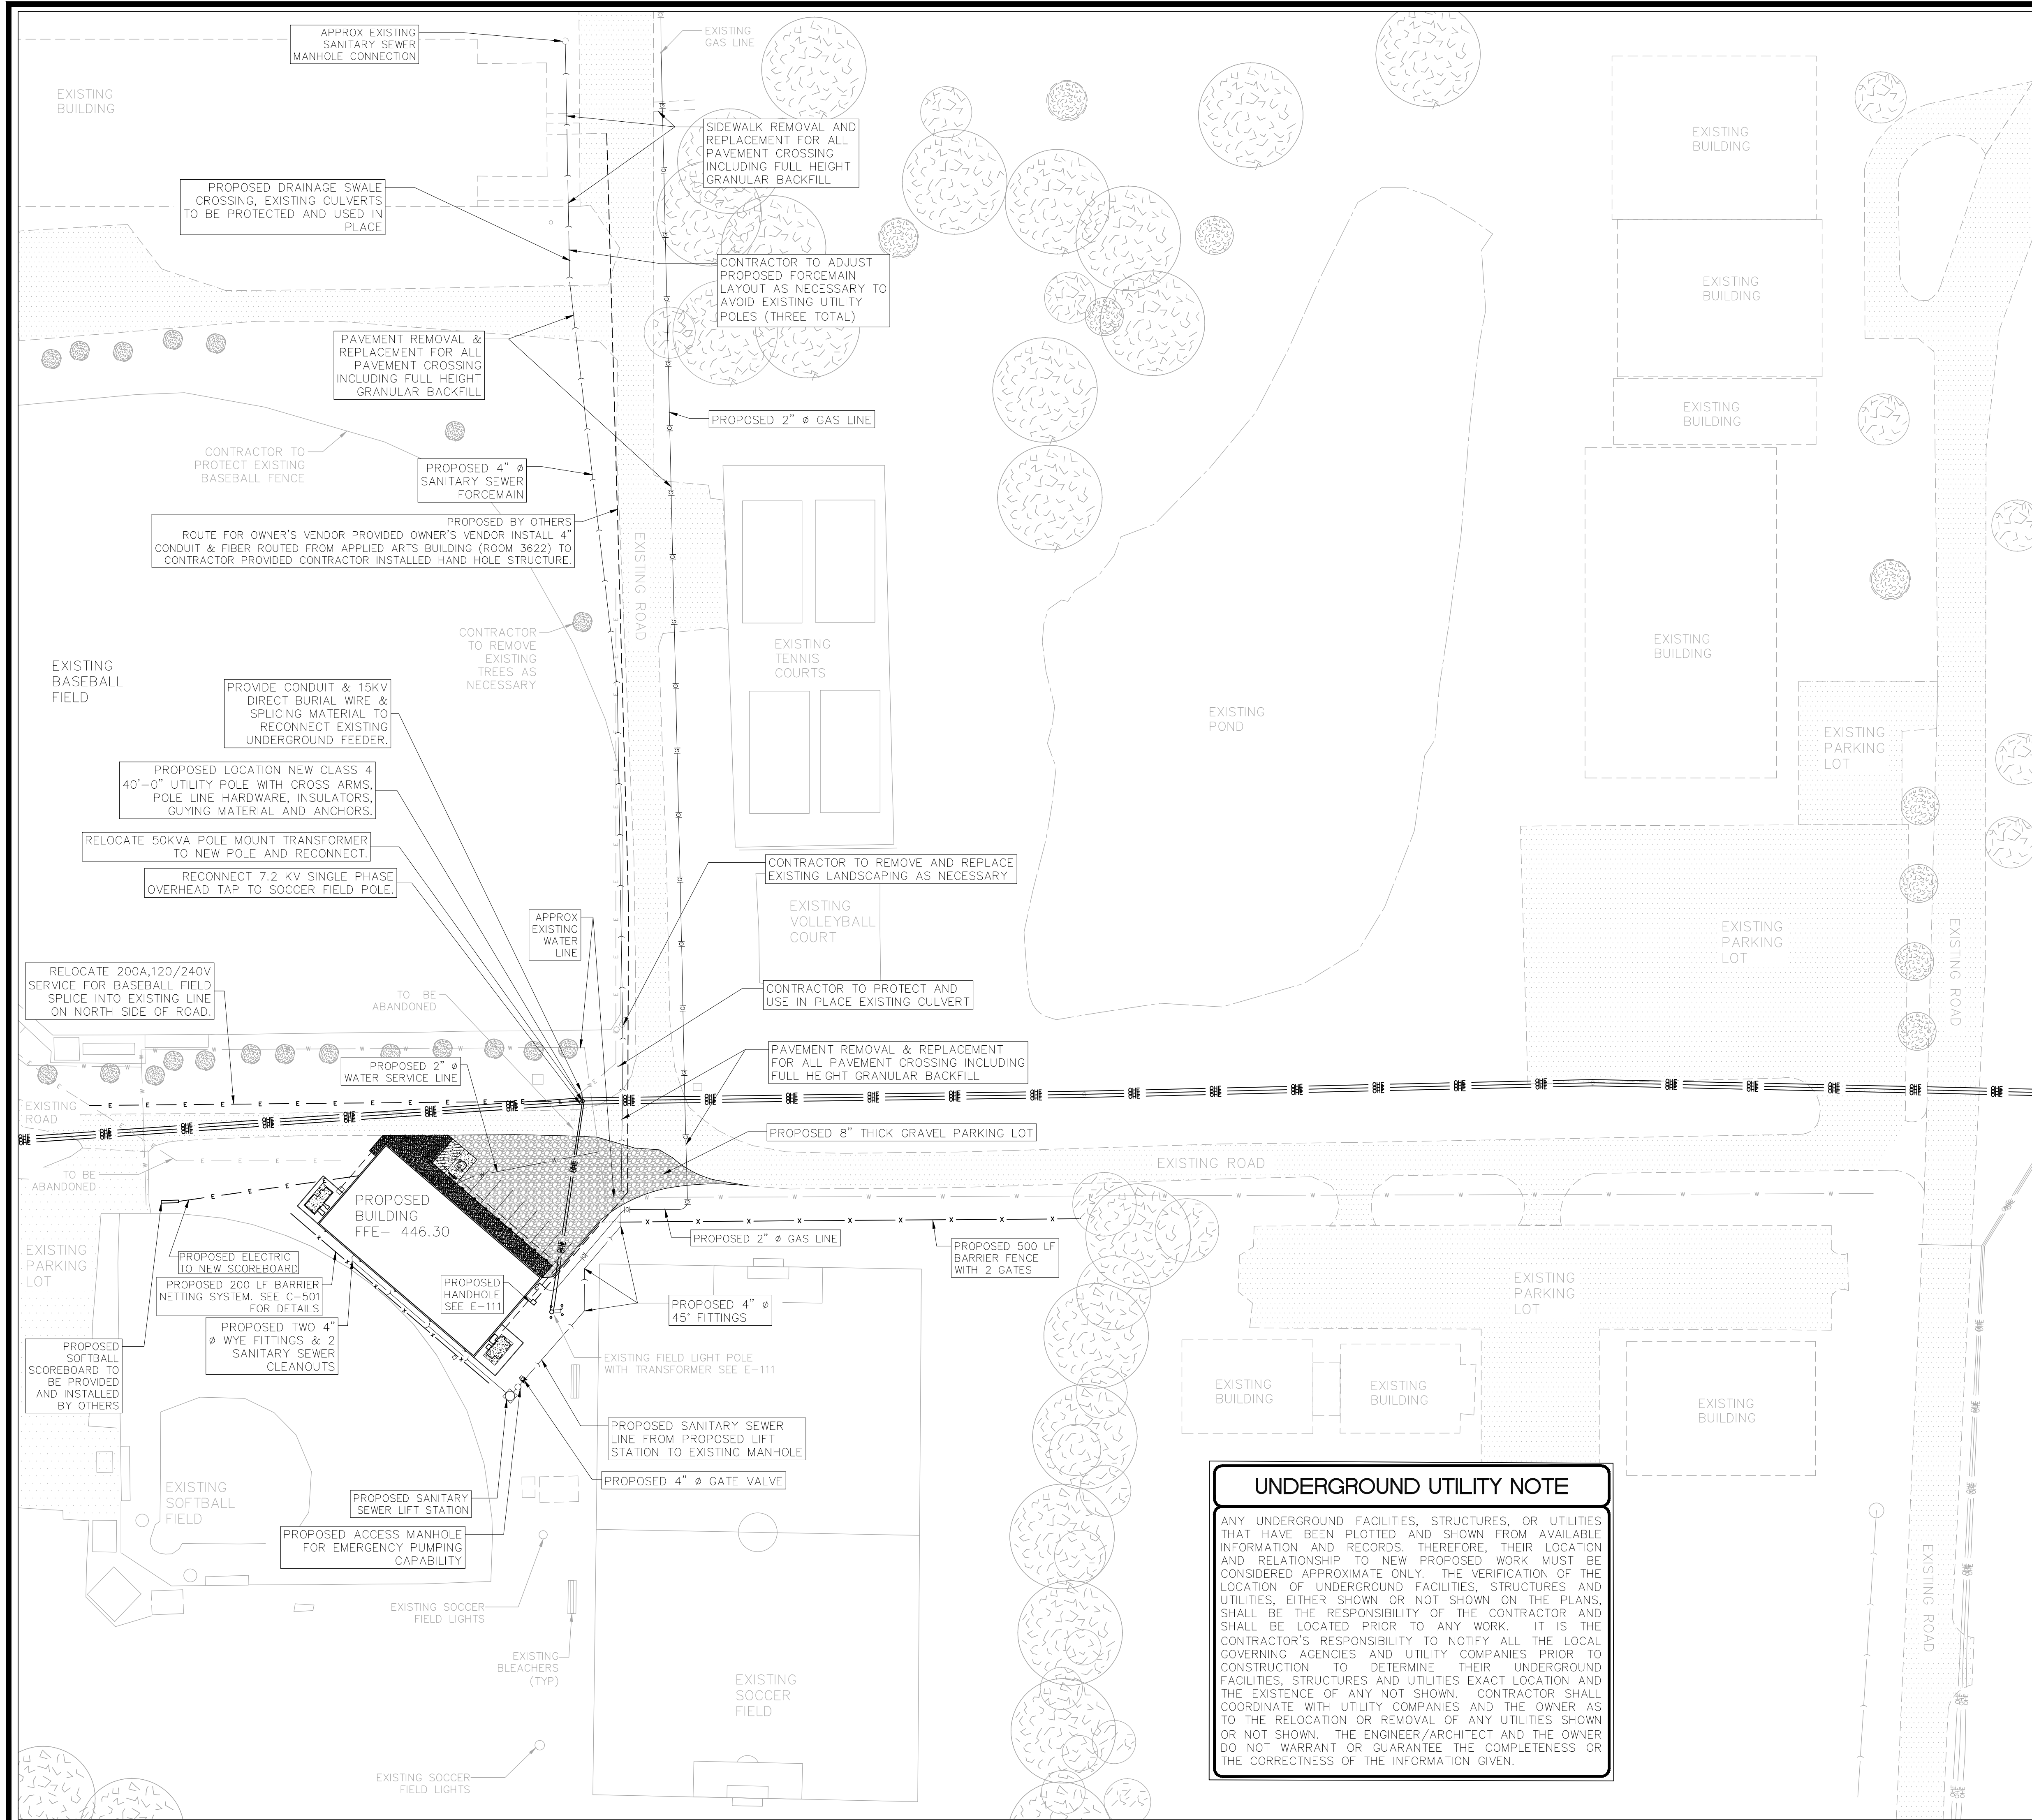 APPROX EXISTING
SANITARY SEWER
MANHOLE CONNECTION
EXISTING
GAS LINE
EXISTING
BUILDING
SIDEWALK REMOVAL AND
REPLACEMENT FOR ALL
PAVEMENT CROSSING
INCLUDING FULL HEIGHT
GRANULAR BACKFILL
EXISTING
BUILDING
PROPOSED DRAINAGE SWALE
CROSSING, EXISTING CULVERTS
TO BE PROTECTED AND USED IN
PLACE
CONTRACTOR TO ADJUST
PROPOSED FORCEMAIN
LAYOUT AS NECESSARY TO
AVOID EXISTING UTILITY
POLES (THREE TOTAL)
EXISTING
BUILDING
PAVEMENT REMOVAL &
REPLACEMENT FOR ALL
PAVEMENT CROSSING
INCLUDING FULL HEIGHT
GRANULAR BACKFILL
PROPOSED 2" ø GAS LINE
EXISTING
BUILDING
CONTRACTOR TO
PROTECT EXISTING
BASEBALL FENCE
PROPOSED 4" ø
SANITARY SEWER
FORCEMAIN
PROPOSED BY OTHERS
ROUTE FOR OWNER'S VENDOR PROVIDED OWNER'S VENDOR INSTALL 4"
CONDUIT & FIBER ROUTED FROM APPLIED ARTS BUILDING (ROOM 3622) TO
CONTRACTOR PROVIDED CONTRACTOR INSTALLED HAND HOLE STRUCTURE.
EXISTING ROAD
CONTRACTOR
TO REMOVE
EXISTING
TREES AS
NECESSARY
EXISTING
TENNIS
COURTS
EXISTING
BUILDING
EXISTING
BASEBALL
FIELD
EXISTING
POND
PROVIDE CONDUIT & 15KV
DIRECT BURIAL WIRE &
SPLICING MATERIAL TO
RECONNECT EXISTING
UNDERGROUND FEEDER.
EXISTING
PARKING
LOT
PROPOSED LOCATION NEW CLASS 4
40'-0" UTILITY POLE WITH CROSS ARMS,
POLE LINE HARDWARE, INSULATORS,
GUYING MATERIAL AND ANCHORS.
RELOCATE 50KVA POLE MOUNT TRANSFORMER
TO NEW POLE AND RECONNECT.
RECONNECT 7.2 KV SINGLE PHASE
OVERHEAD TAP TO SOCCER FIELD POLE.
CONTRACTOR TO REMOVE AND REPLACE
EXISTING LANDSCAPING AS NECESSARY
EXISTING
VOLLEYBALL
COURT
APPROX
EXISTING
WATER
LINE
EXISTING
PARKING
LOT
EXISTING ROAD
RELOCATE 200A,120/240V
SERVICE FOR BASEBALL FIELD
SPLICE INTO EXISTING LINE
ON NORTH SIDE OF ROAD.
TO BE
ABANDONED
CONTRACTOR TO PROTECT AND
USE IN PLACE EXISTING CULVERT
PAVEMENT REMOVAL & REPLACEMENT
FOR ALL PAVEMENT CROSSING INCLUDING
FULL HEIGHT GRANULAR BACKFILL
PROPOSED 2" ø
WATER SERVICE LINE
EXISTING
ROAD
PROPOSED 8" THICK GRAVEL PARKING LOT
EXISTING ROAD
TO BE
ABANDONED
PROPOSED
BUILDING
FFE- 446.30
PROPOSED 2" ø GAS LINE
PROPOSED 500 LF
BARRIER FENCE
WITH 2 GATES
EXISTING
PARKING
LOT
PROPOSED ELECTRIC
TO NEW SCOREBOARD
PROPOSED 200 LF BARRIER
NETTING SYSTEM. SEE C-501
FOR DETAILS
PROPOSED
HANDHOLE
SEE E-111
PROPOSED 4" ø
45° FITTINGS
EXISTING
PARKING
LOT
PROPOSED TWO 4"
ø WYE FITTINGS & 2
SANITARY SEWER
CLEANOUTS
PROPOSED
SOFTBALL
SCOREBOARD TO
BE PROVIDED
AND INSTALLED
BY OTHERS
EXISTING FIELD LIGHT POLE
WITH TRANSFORMER SEE E-111
EXISTING
BUILDING
EXISTING
BUILDING
EXISTING
BUILDING
PROPOSED SANITARY SEWER
LINE FROM PROPOSED LIFT
STATION TO EXISTING MANHOLE
PROPOSED 4" ø GATE VALVE
EXISTING
SOFTBALL
FIELD
PROPOSED SANITARY
SEWER LIFT STATION
PROPOSED ACCESS MANHOLE
FOR EMERGENCY PUMPING
CAPABILITY
EXISTING SOCCER
FIELD LIGHTS
EXISTING
BLEACHERS
(TYP)
EXISTING
SOCCER
FIELD
EXISTING SOCCER
FIELD LIGHTS
EXISTING ROAD
UNDERGROUND UTILITY NOTE
ANY UNDERGROUND FACILITIES, STRUCTURES, OR UTILITIES
THAT HAVE BEEN PLOTTED AND SHOWN FROM AVAILABLE
INFORMATION AND RECORDS. THEREFORE, THEIR LOCATION
AND RELATIONSHIP TO NEW PROPOSED WORK MUST BE
CONSIDERED APPROXIMATE ONLY. THE VERIFICATION OF THE
LOCATION OF UNDERGROUND FACILITIES, STRUCTURES AND
UTILITIES, EITHER SHOWN OR NOT SHOWN ON THE PLANS,
SHALL BE THE RESPONSIBILITY OF THE CONTRACTOR AND
SHALL BE LOCATED PRIOR TO ANY WORK. IT IS THE
CONTRACTOR'S RESPONSIBILITY TO NOTIFY ALL THE LOCAL
GOVERNING AGENCIES AND UTILITY COMPANIES PRIOR TO
CONSTRUCTION TO DETERMINE THEIR UNDERGROUND
FACILITIES, STRUCTURES AND UTILITIES EXACT LOCATION AND
THE EXISTENCE OF ANY NOT SHOWN. CONTRACTOR SHALL
COORDINATE WITH UTILITY COMPANIES AND THE OWNER AS
TO THE RELOCATION OR REMOVAL OF ANY UTILITIES SHOWN
OR NOT SHOWN. THE ENGINEER/ARCHITECT AND THE OWNER
DO NOT WARRANT OR GUARANTEE THE COMPLETENESS OR
THE CORRECTNESS OF THE INFORMATION GIVEN.